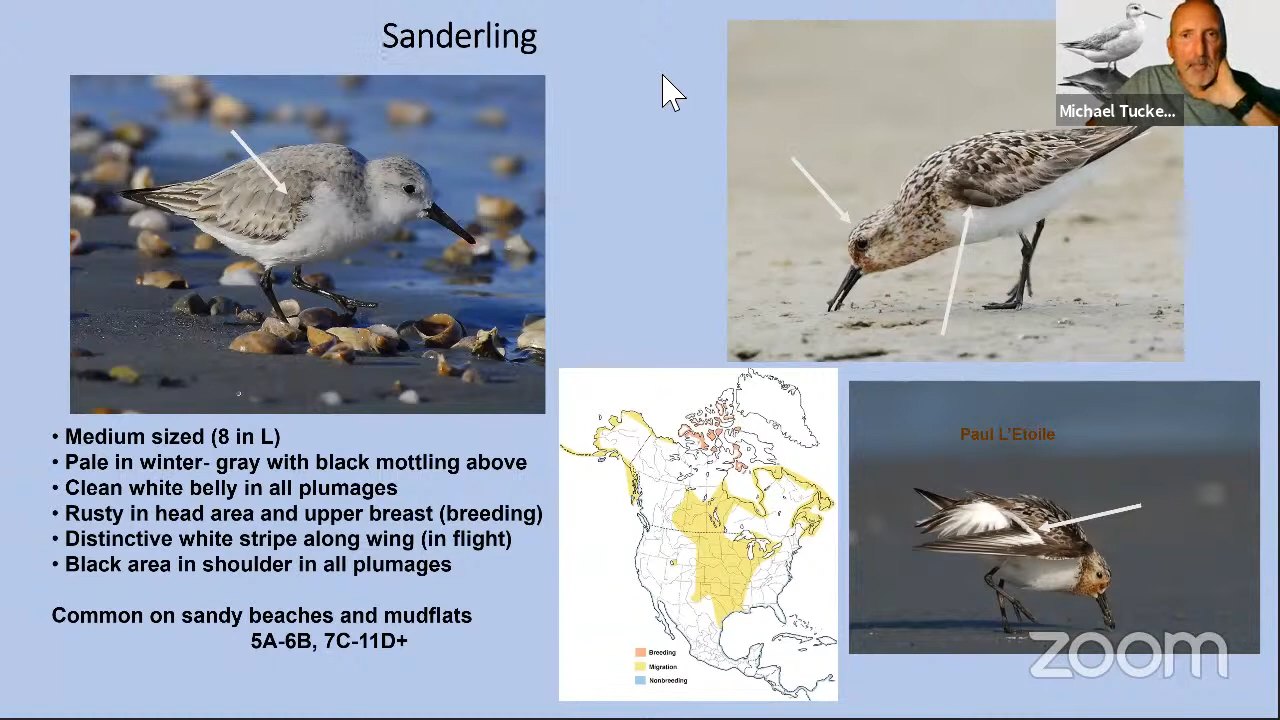 Sanderling
Michael Tucke...
• Medium sized (8 in L)
• Pale in winter- gray with black mottling above
• Clean white belly in all plumages
• Rusty in head area and upper breast (breeding)
• Distinctive white stripe along wing (in flight)
• Black area in shoulder in all plumages
Common on sandy beaches and mudflats
5A-6B, 7C-11D+
Breeding
Migration
Nonbreeding
Paul L'Etoile
zoom